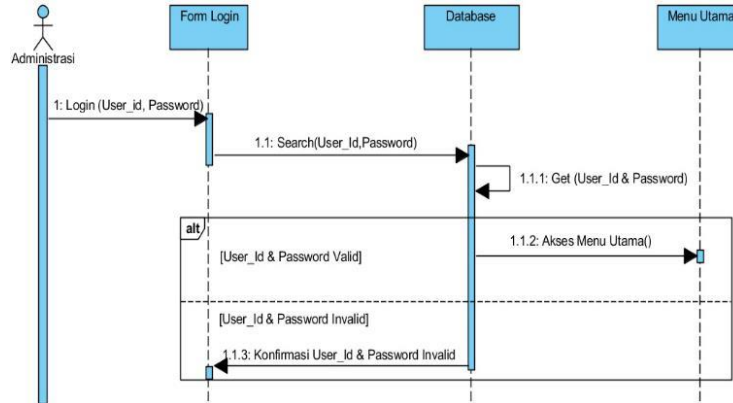 Form Login
Database
Menu Utama
Administrasi
1: Login (User_id, Password)
1.1: Search(User_Id,Password)
1.1.1: Get (User_Id & Password)
alt
1.1.2: Akses Menu Utama()
[User_Id & Password Valid]
[User_Id & Password Invalid]
1.1.3: Konfirmasi User_Id & Password Invalid